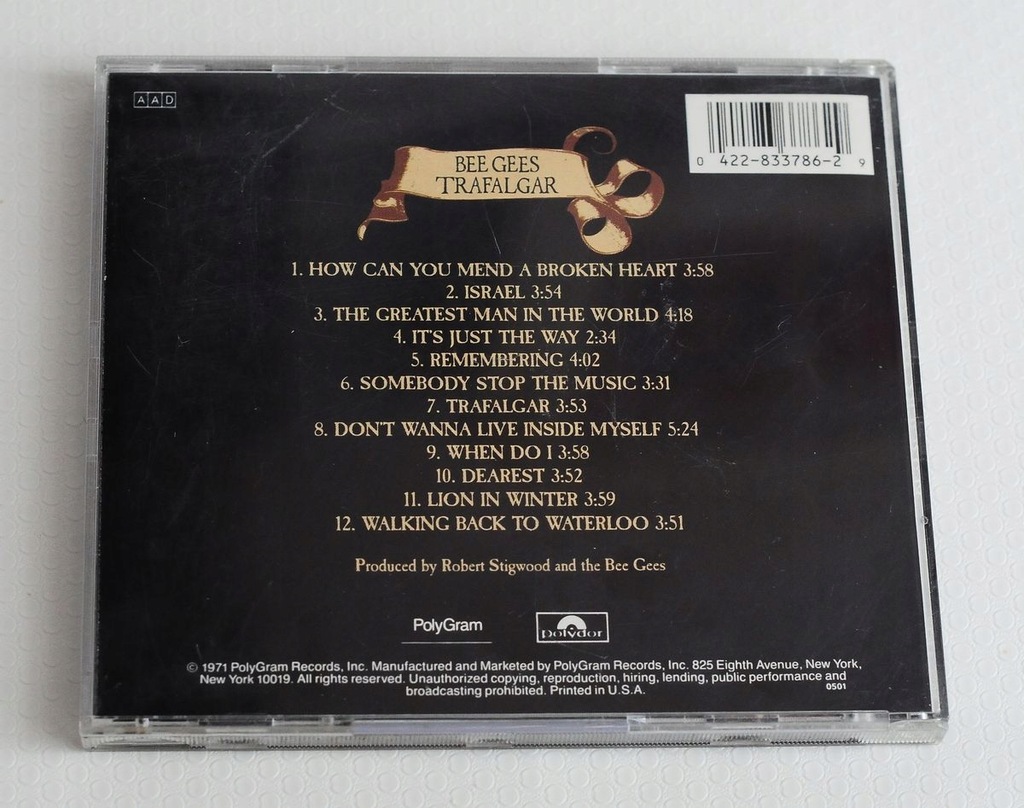 AAD
0 422-833786-2 9
BEE GEES
TRAFALGAR
1. HOW CAN YOU MEND A BROKEN HEART 3:58
2. ISRAEL 3:54
3. THE GREATEST MAN IN THE WORLD 4:18
4. IT'S JUST THE WAY 2:34
5. REMEMBERING 4:02
6. SOMEBODY STOP THE MUSIC 3:31
7. TRAFALGAR 3:53
8. DON'T WANNA LIVE INSIDE MYSELF 5:24
9. WHEN DO I 3:58
10. DEAREST 3:52
11. LION IN WINTER 3:59
12. WALKING BACK TO WATERLOO 3:51
Produced by Robert Stigwood and the Bee Gees
PolyGram
polydor
© 1971 PolyGram Records, Inc. Manufactured and Marketed by PolyGram Records, Inc. 825 Eighth Avenue, New York,
New York 10019. All rights reserved. Unauthorized copying, reproduction, hiring, lending, public performance and
broadcasting prohibited. Printed in U.S.A.
0501